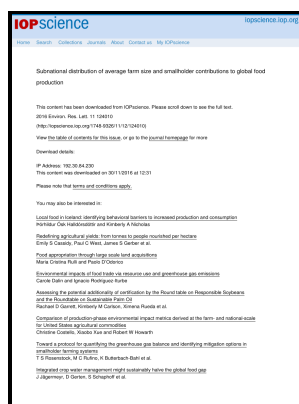 IOPscience
iopscience.iop.org
Home Search Collections Journals About Contact us My IOPscience
Subnational distribution of average farm size and smallholder contributions to global food
production
This content has been downloaded from IOPscience. Please scroll down to see the full text.
2016 Environ. Res. Lett. 11 124010
(http://iopscience.iop.org/1748-9326/11/12/124010)
View the table of contents for this issue, or go to the journal homepage for more
Download details:
IP Address: 192.30.84.230
This content was downloaded on 30/11/2016 at 12:31
Please note that terms and conditions apply.
You may also be interested in:
Local food in Iceland: identifying behavioral barriers to increased production and consumption
Þórhildur Ósk Halldórsdóttir and Kimberly A Nicholas
Redefining agricultural yields: from tonnes to people nourished per hectare
Emily S Cassidy, Paul C West, James S Gerber et al.
Food appropriation through large scale land acquisitions
Maria Cristina Rulli and Paolo D'Odorico
Environmental impacts of food trade via resource use and greenhouse gas emissions
Carole Dalin and Ignacio Rodríguez-Iturbe
Assessing the potential additionality of certification by the Round table on Responsible Soybeans
and the Roundtable on Sustainable Palm Oil
Rachael D Garrett, Kimberly M Carlson, Ximena Rueda et al.
Comparison of production-phase environmental impact metrics derived at the farm- and national-scale
for United States agricultural commodities
Christine Costello, Xiaobo Xue and Robert W Howarth
Toward a protocol for quantifying the greenhouse gas balance and identifying mitigation options in
smallholder farming systems
T S Rosenstock, M C Rufino, K Butterbach-Bahl et al.
Integrated crop water management might sustainably halve the global food gap
J Jägermeyr, D Gerten, S Schaphoff et al.